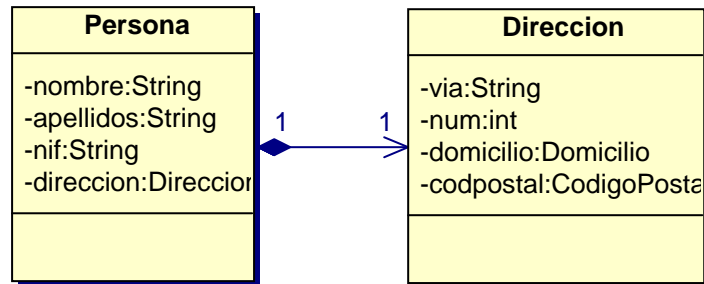 Persona
-nombre:String
-apellidos:String
-nif:String
-direccion:Direccion
1
1
Direccion
-via:String
-num:int
-domicilio:Domicilio
-codpostal:CodigoPosta